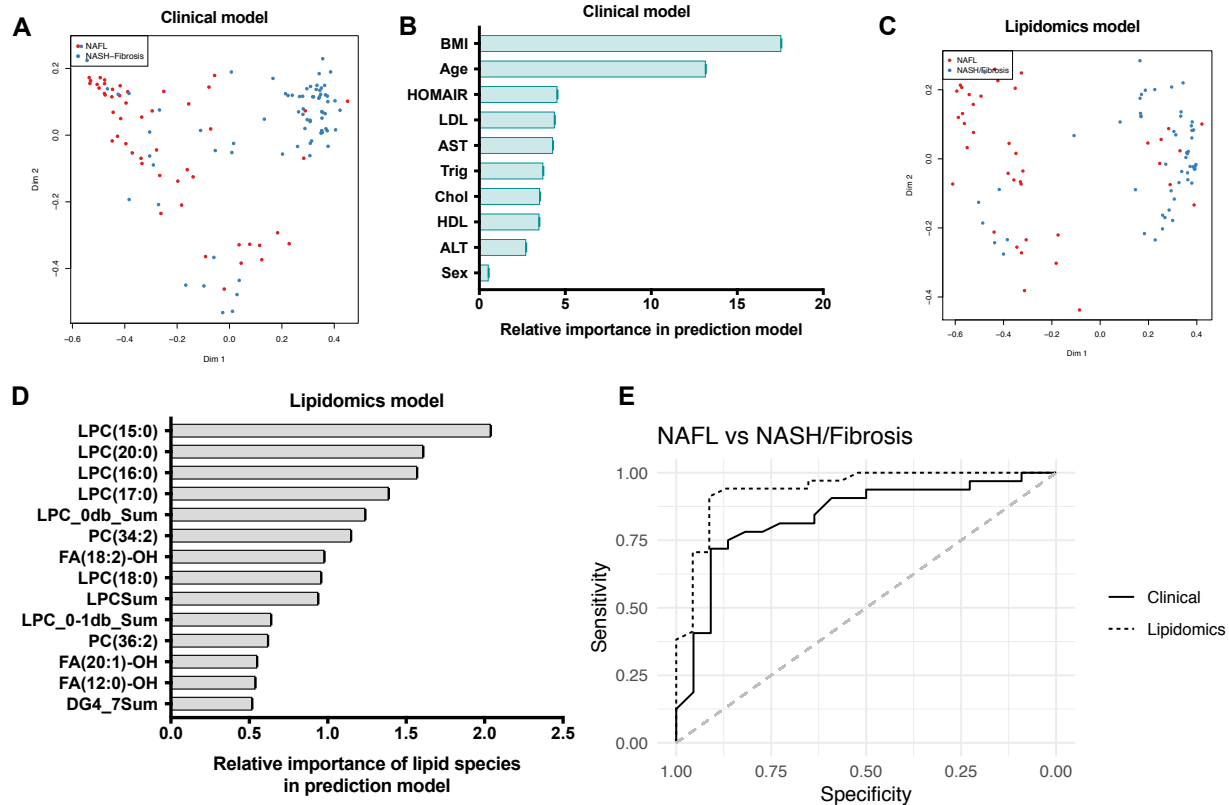 A
Clinical model
NAFL
NASH−Fibrosis
0.2
0.0
−0.2
−0.4
Dim 2
−0.4
−0.2
0.0
0.2
0.4
Dim 1
B
Clinical model
BMI
Age
HOMAIR
LDL
AST
Trig
Chol
HDL
ALT
Sex
0
5
10
15
20
Relative importance in prediction model
C
Lipidomics model
NAFL
NASH/Fibrosis
0.2
0.0
−0.2
−0.4
Dim 2
−0.6
−0.4
−0.2
0.0
0.2
0.4
Dim 1
D
Lipidomics model
LPC(15:0)
LPC(20:0)
LPC(16:0)
LPC(17:0)
LPC_0db_Sum
PC(34:2)
FA(18:2)-OH
LPC(18:0)
LPCSum
LPC_0-1db_Sum
PC(36:2)
FA(20:1)-OH
FA(12:0)-OH
DG4_7Sum
0.0
0.5
1.0
1.5
2.0
2.5
Relative importance of lipid species
in prediction model
E
NAFL vs NASH/Fibrosis
1.00
0.75
0.50
0.25
0.00
Sensitivity
1.00
0.75
0.50
0.25
0.00
Specificity
Clinical
Lipidomics